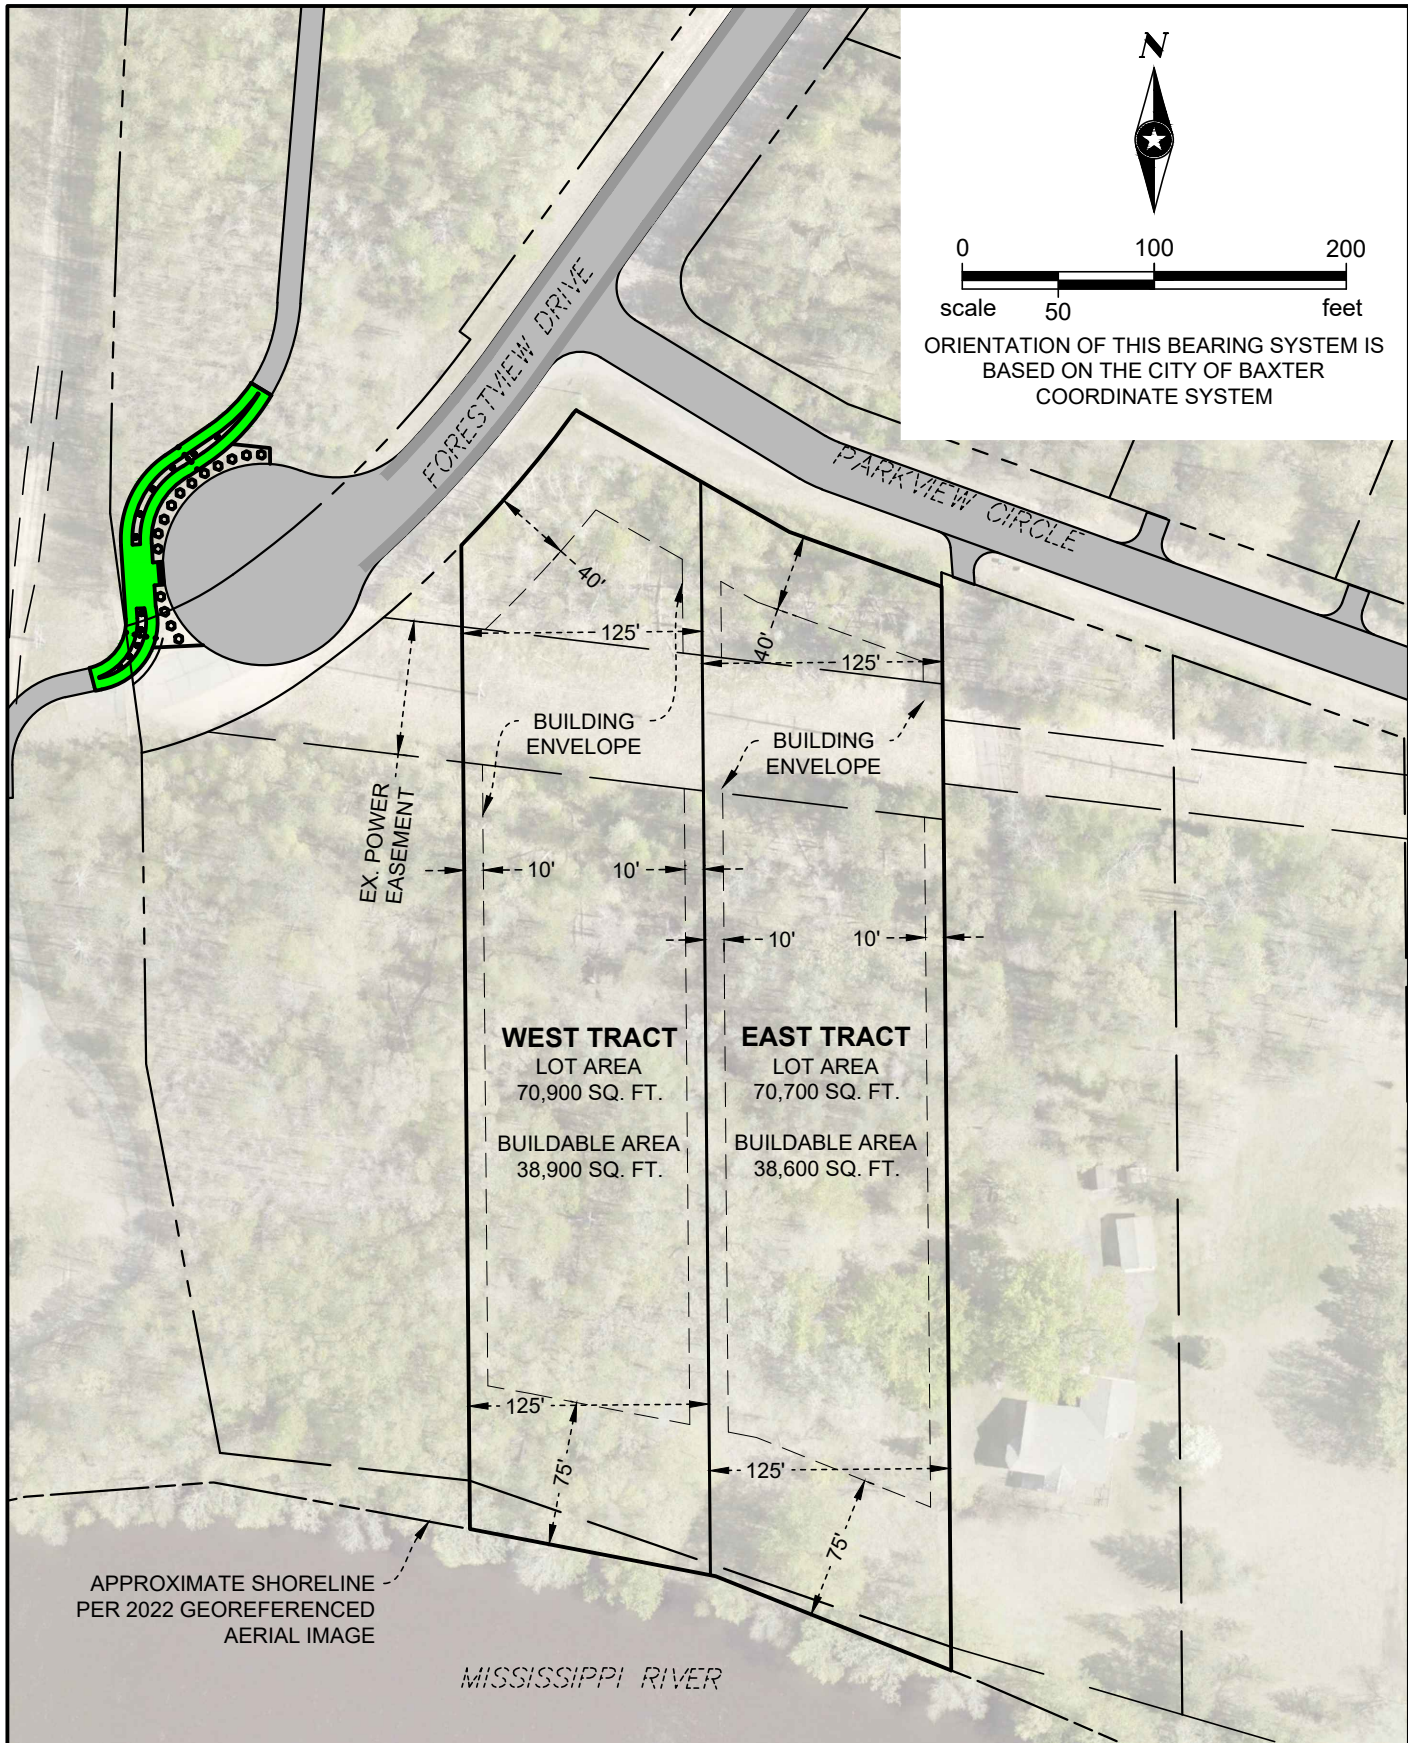 N
0 100 200
scale 50 feet
ORIENTATION OF THIS BEARING SYSTEM IS
BASED ON THE CITY OF BAXTER
COORDINATE SYSTEM
FORESTVIEW DRIVE
PARKVIEW CIRCLE
40'
125'
40'
125'
BUILDING
ENVELOPE
BUILDING
ENVELOPE
EX. POWER
EASEMENT
10' 10'
10' 10'
WEST TRACT
LOT AREA
70,900 SQ. FT.
BUILDABLE AREA
38,900 SQ. FT.
EAST TRACT
LOT AREA
70,700 SQ. FT.
BUILDABLE AREA
38,600 SQ. FT.
125'
75'
125'
75'
APPROXIMATE SHORELINE
PER 2022 GEOREFERENCED
AERIAL IMAGE
MISSISSIPPI RIVER